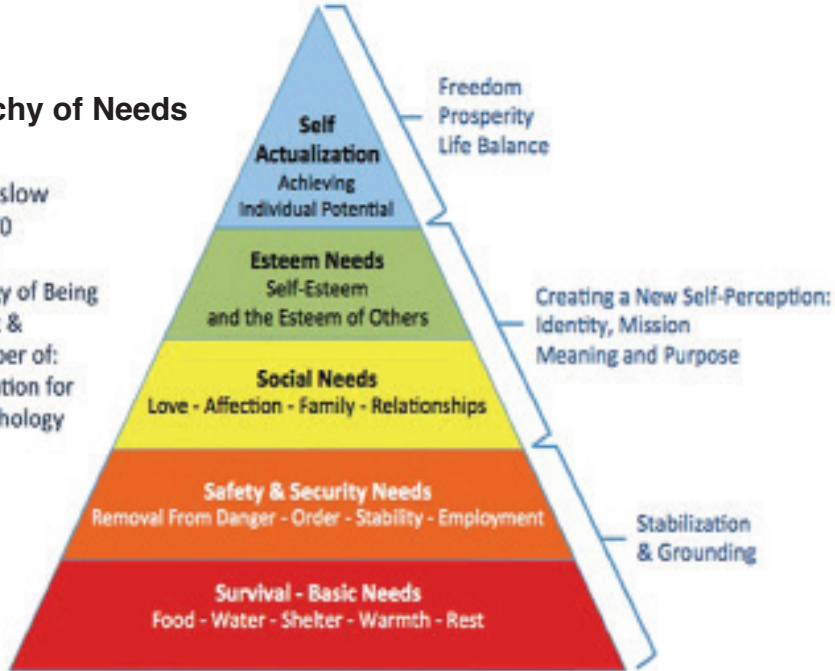 chy of Needs
slow
0
y of Being
&
er of:
tion for
hology
Self
Actualization
Achieving
Individual Potential
Esteem Needs
Self-Esteem
and the Esteem of Others
Social Needs
Love - Affection - Family - Relationships
Safety & Security Needs
Removal From Danger - Order - Stability - Employment
Survival - Basic Needs
Food - Water - Shelter - Warmth - Rest
Freedom
Prosperity
Life Balance
Creating a New Self-Perception:
Identity, Mission
Meaning and Purpose
Stabilization
& Grounding